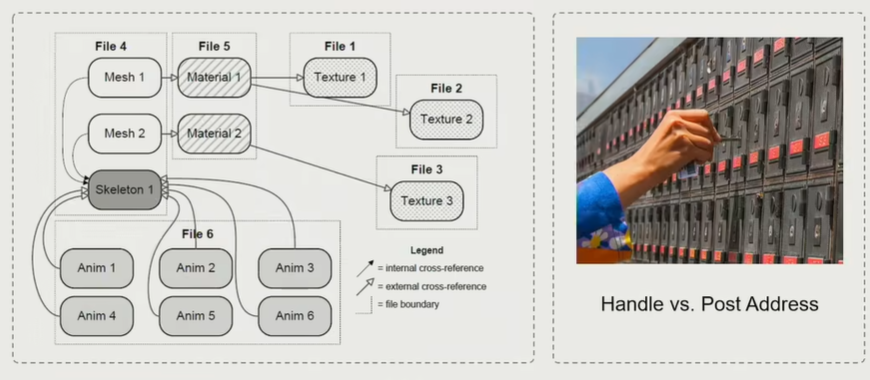 File 4
File 5
File 1
Mesh 1
Material 1
Texture 1
File 2
Texture 2
Mesh 2
Material 2
File 3
Skeleton 1
Texture 3
File 6
Anim 1
Anim 2
Anim 3
Anim 4
Anim 5
Anim 6
Legend
= internal cross-reference
= external cross-reference
= file boundary
Handle vs. Post Address